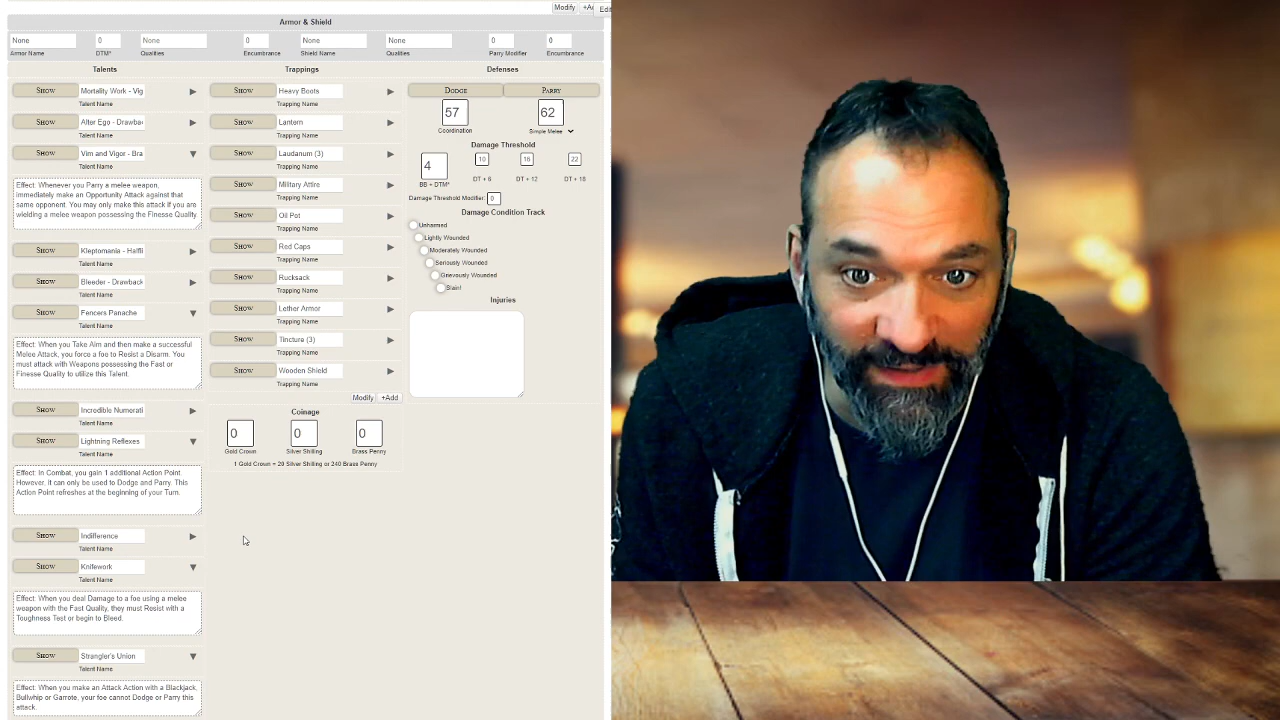 Modify +Ad Edit
Armor & Shield
None 0 None 0 None None 0 0
Armor Name DTM* Qualities Encumbrance Shield Name Qualities Parry Modifier Encumbrance
Talents
Show Mortality Work - Vig
Talent Name
Show Alter Ego - Drawba
Talent Name
Show Vim and Vigor - Bra
Talent Name
Effect: Whenever you Parry a melee weapon,
immediately make an Opportunity Attack against that
same opponent. You may only make this attack if you are
wielding a melee weapon possessing the Finesse Quality
Show Kleptomania - Halfli
Talent Name
Show Bleeder - Drawback
Talent Name
Show Fencers Panache
Talent Name
Effect: When you Take Aim and then make a successful
Melee Attack, you force a foe to Resist a Disarm. You
must attack with Weapons possessing the Fast or
Finesse Quality to utilize this Talent.
Show Incredible Numerati
Talent Name
Show Lightning Reflexes
Talent Name
Effect: In Combat, you gain 1 additional Action Point.
However, it can only be used to Dodge and Parry. This
Action Point refreshes at the beginning of your Turn.
Show Indifference
Talent Name
Show Knifework
Talent Name
Effect: When you deal Damage to a foe using a melee
weapon with the Fast Quality, they must Resist with a
Toughness Test or begin to Bleed.
Show Strangler's Union
Talent Name
Effect: When you make an Attack Action with a Blackjack,
Bullwhip or Garrote, your foe cannot Dodge or Parry this
attack.
Trappings
Show Heavy Boots
Trapping Name
Show Lantern
Trapping Name
Show Laudanum (3)
Trapping Name
Show Military Attire
Trapping Name
Show Oil Pot
Trapping Name
Show Red Caps
Trapping Name
Show Rucksack
Trapping Name
Show Lether Armor
Trapping Name
Show Tincture (3)
Trapping Name
Show Wooden Shield
Trapping Name
Modify +Add
Coinage
0 0 0
Gold Crown Silver Shilling Brass Penny
1 Gold Crown = 20 Silver Shilling or 240 Brass Penny
Defenses
Dodge Parry
57 62
Coordination Simple Melee
Damage Threshold
4 10 16 22
BB + DTM* DT + 6 DT + 12 DT + 18
Damage Threshold Modifier: 0
Damage Condition Track
Unharmed
Lightly Wounded
Moderately Wounded
Seriously Wounded
Grievously Wounded
Slain!
Injuries